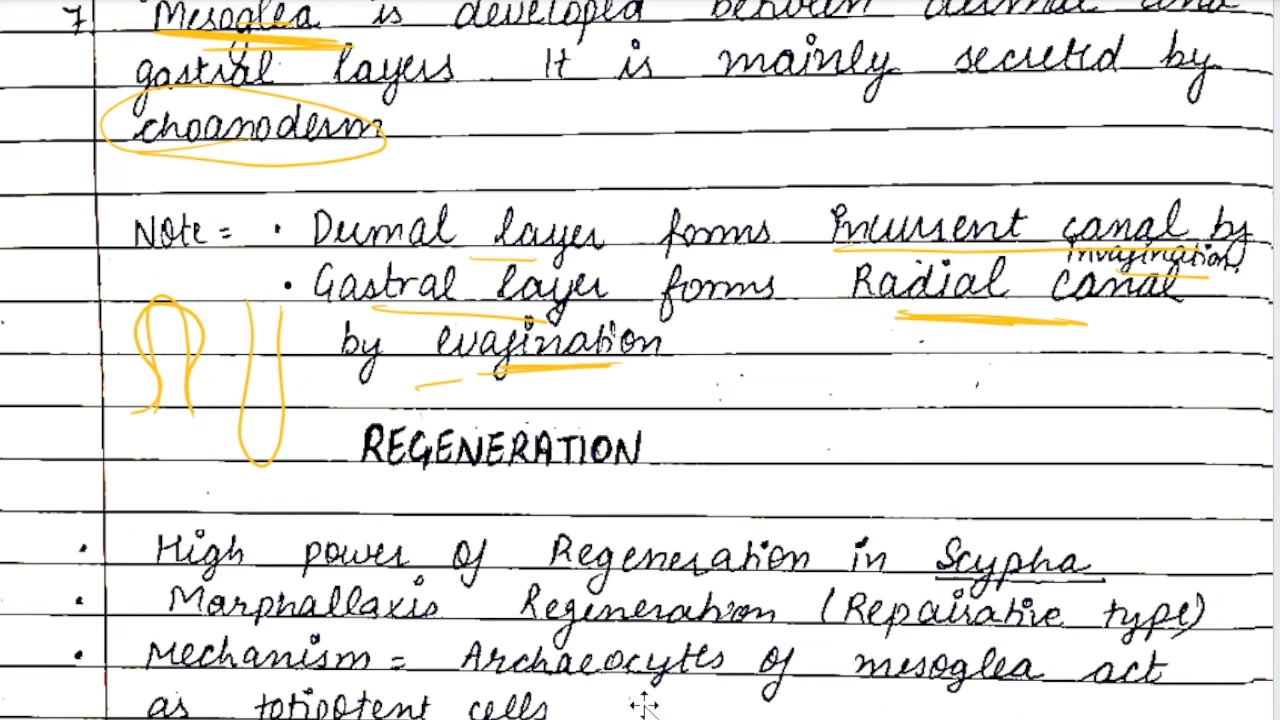 7 Mesoglea is developed between dermal and
gastral layers. It is mainly secreted by
choanoderm
Note = · Dermal layer forms Incurrent canal by
invagination.
· Gastral layer forms Radial canal
by evagination
REGENERATION
· High power of Regeneration in Scypha
· Morphallaxis Regeneration (Repairative type)
· Mechanism = Archaeocytes of mesoglea act
as totipotent cells